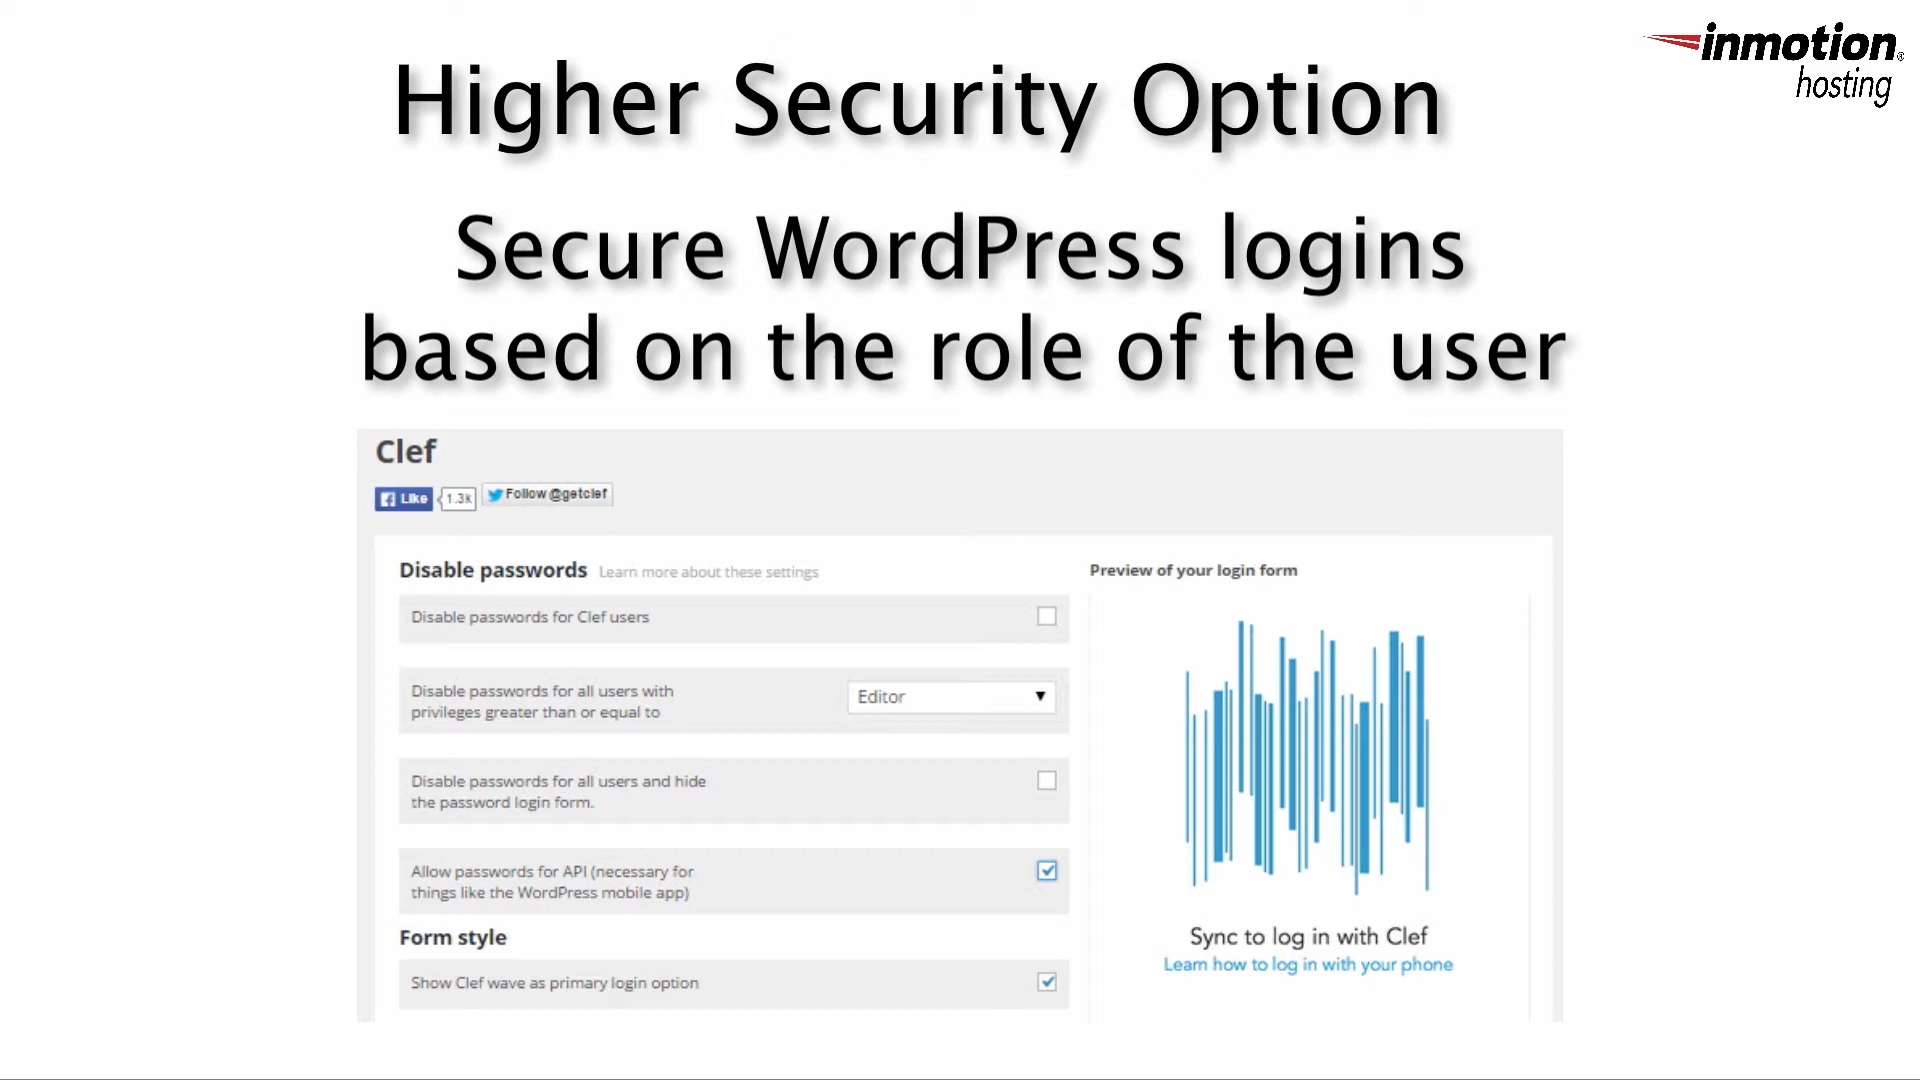 inmotion®
hosting
Higher Security Option
Secure WordPress logins
based on the role of the user
Clef
Like 1.3k Follow @getclef
Disable passwords Learn more about these settings
Disable passwords for Clef users
Disable passwords for all users with
privileges greater than or equal to
Editor
Disable passwords for all users and hide
the password login form.
Allow passwords for API (necessary for
things like the WordPress mobile app)
Form style
Show Clef wave as primary login option
Preview of your login form
Sync to log in with Clef
Learn how to log in with your phone